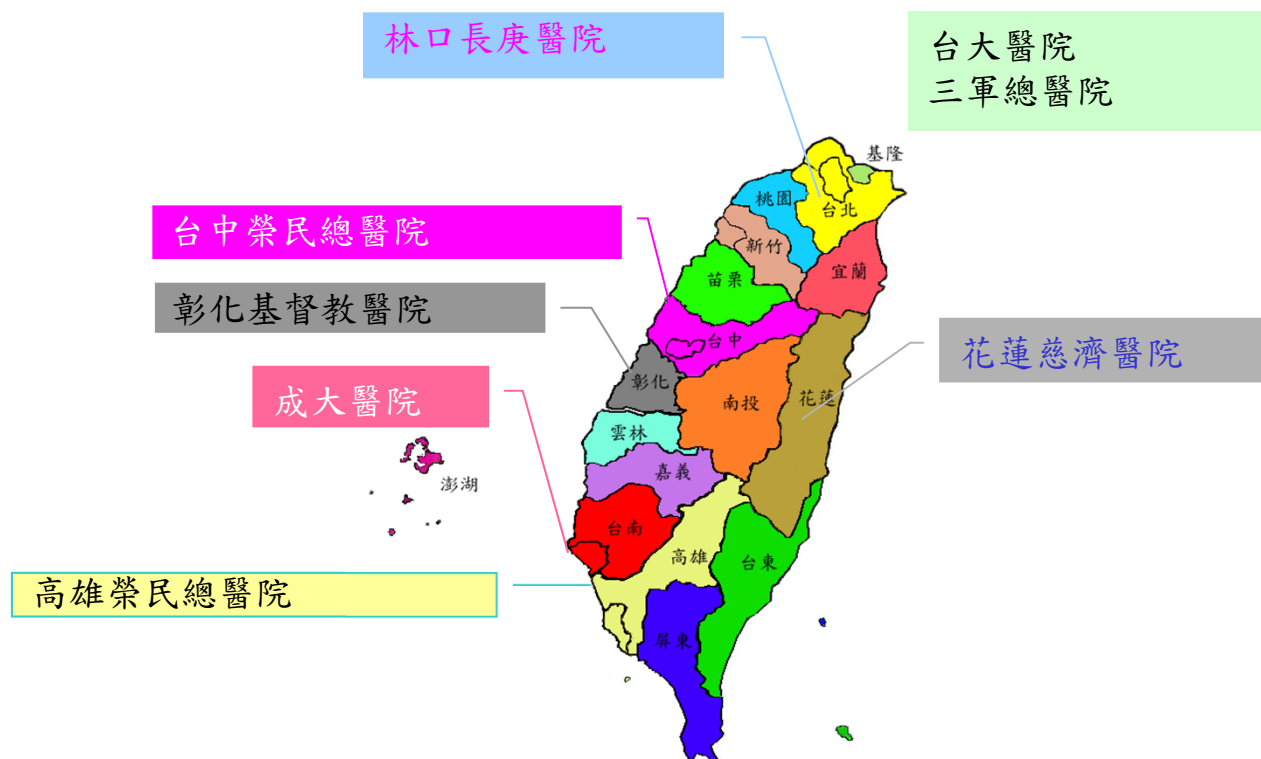 林口長庚醫院
台大醫院
三軍總醫院
基隆
桃園
台北
台中榮民總醫院
新竹
宜蘭
苗栗
彰化基督教醫院
台中
花蓮慈濟醫院
彰化
南投
花蓮
成大醫院
雲林
嘉義
澎湖
台南
高雄
台東
高雄榮民總醫院
屏東